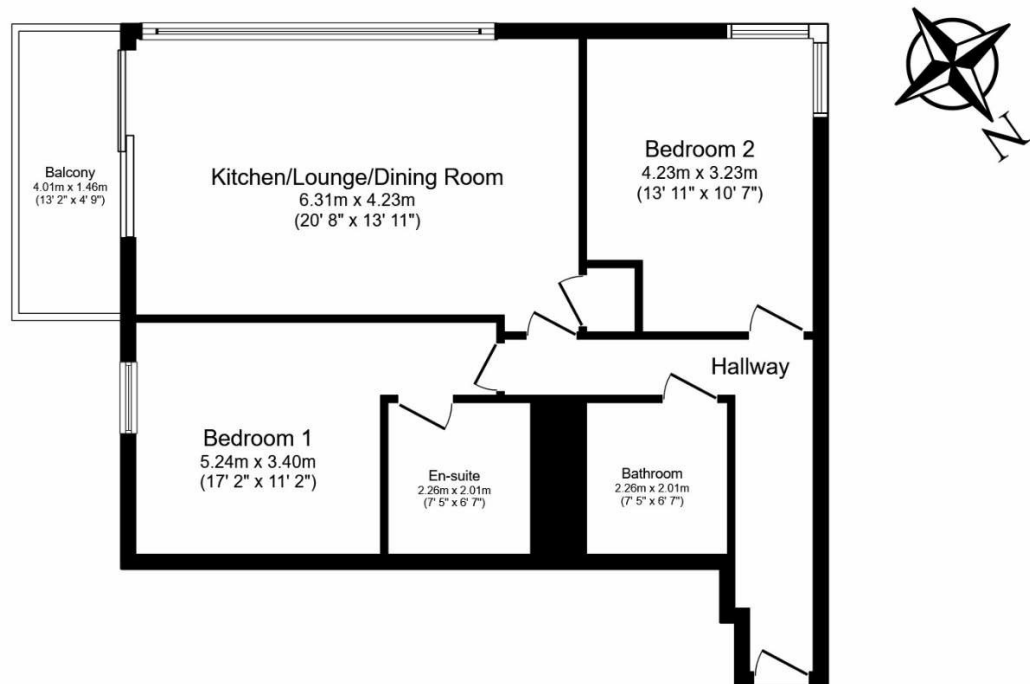 N
Balcony
4.01m x 1.46m
(13' 2" x 4' 9")
Kitchen/Lounge/Dining Room
6.31m x 4.23m
(20' 8" x 13' 11")
Bedroom 2
4.23m x 3.23m
(13' 11" x 10' 7")
Hallway
Bedroom 1
5.24m x 3.40m
(17' 2" x 11' 2")
En-suite
2.26m x 2.01m
(7' 5" x 6' 7")
Bathroom
2.26m x 2.01m
(7' 5" x 6' 7")